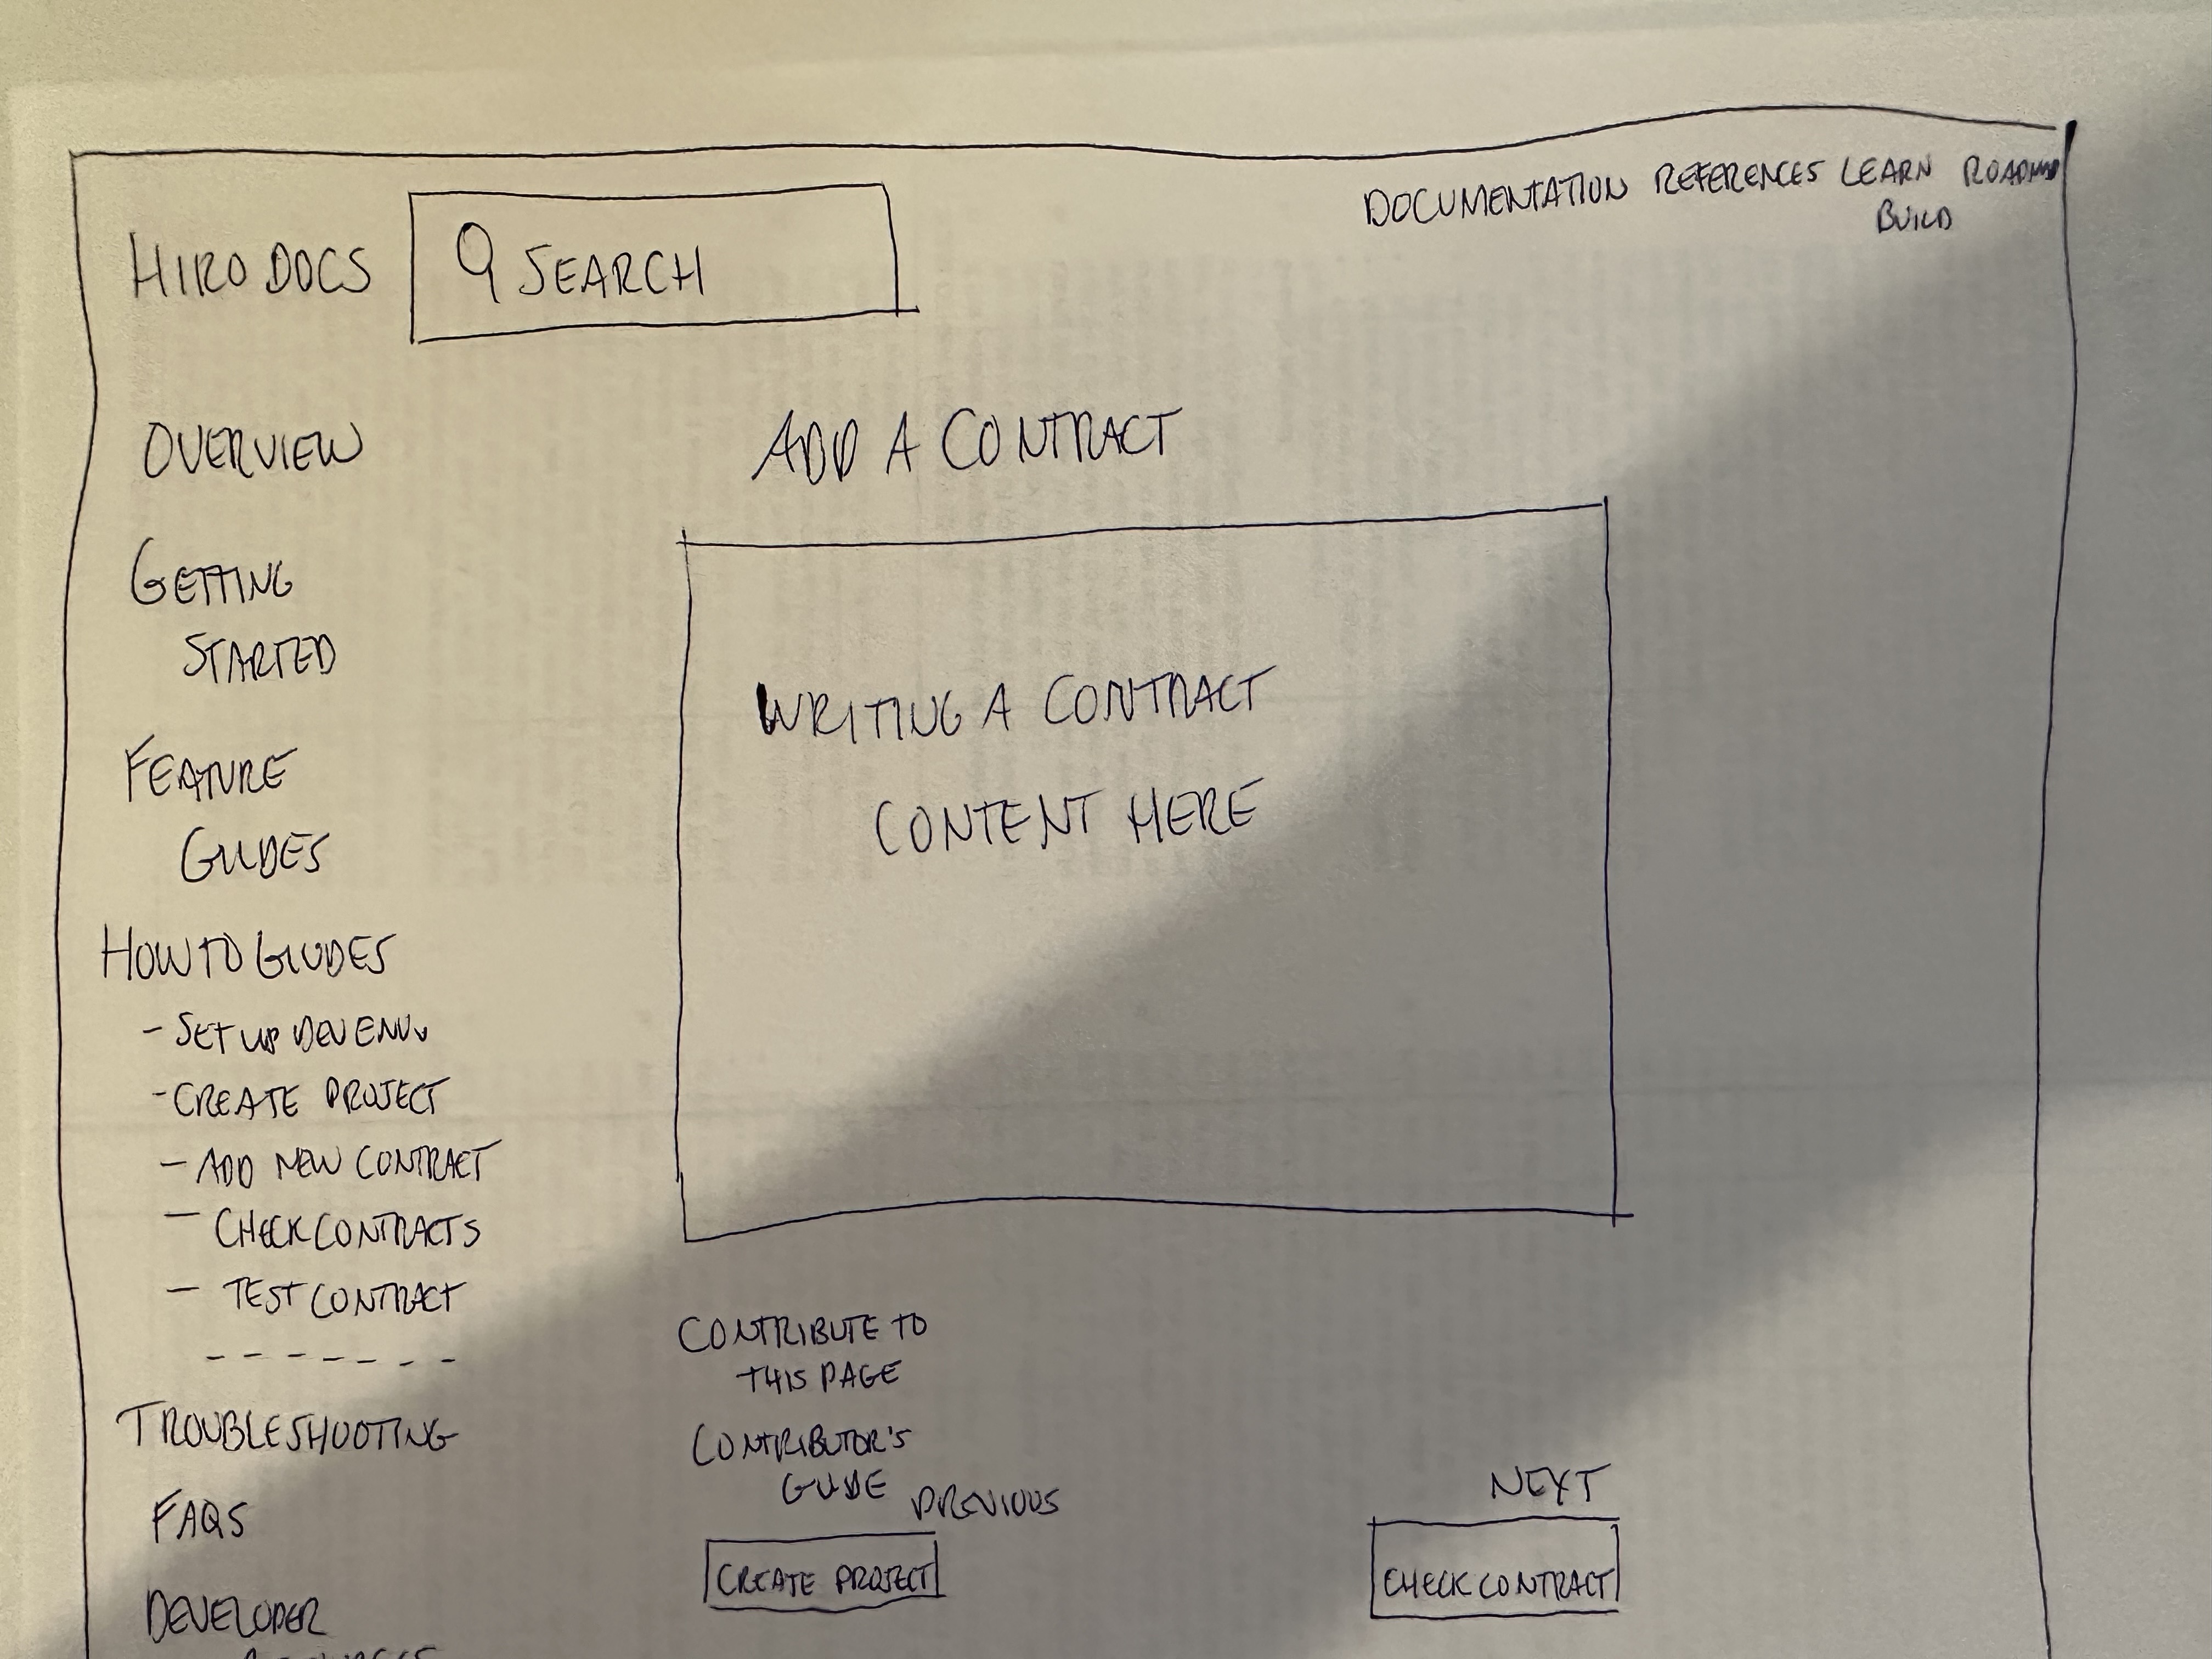 HIRO DOCS
SEARCH
DOCUMENTATION REFERENCES LEARN ROADMAP
BUILD
OVERVIEW
GETTING
STARTED
FEATURE
GUIDES
HOW TO GUIDES
- SET UP DEV ENV
- CREATE PROJECT
- ADD NEW CONTRACT
- CHECK CONTRACTS
- TEST CONTRACT
- - - - - - -
TROUBLESHOOTING
FAQS
DEVELOPER
RESOURCES
ADD A CONTRACT
WRITING A CONTRACT
CONTENT HERE
CONTRIBUTE TO
THIS PAGE
CONTRIBUTOR'S
GUIDE
PREVIOUS
CREATE PROJECT
NEXT
CHECK CONTRACT